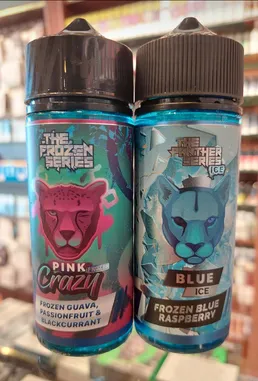 THE
FROZEN
SERIES
PINK
Crazy
FROZEN GUAVA,
PASSIONFRUIT &
BLACKCURRANT
THE
PANTHER
SERIES
ICE
BLUE
ICE
FROZEN BLUE
RASPBERRY